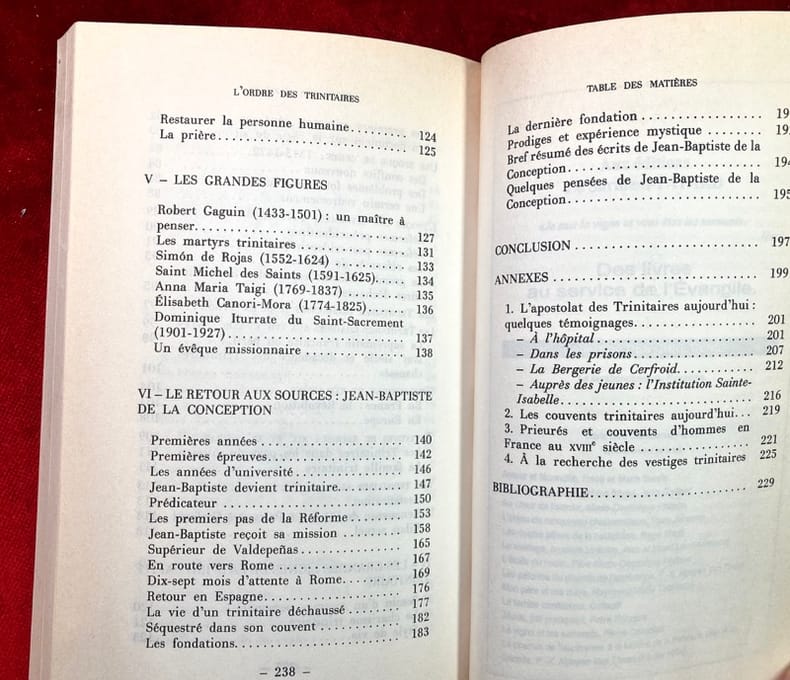 L'ORDRE DES TRINITAIRES
Restaurer la personne humaine......... 124
La prière............................ 125
V – LES GRANDES FIGURES
Robert Gaguin (1433-1501) : un maître à
penser............................... 127
Les martyrs trinitaires ............... 131
Simón de Rojas (1552-1624) ........... 133
Saint Michel des Saints (1591-1625)..... 134
Anna Maria Taigi (1769-1837) ......... 135
Élisabeth Canori-Mora (1774-1825)...... 136
Dominique Iturrate du Saint-Sacrement
(1901-1927).......................... 137
Un évêque missionnaire .............. 138
VI – LE RETOUR AUX SOURCES : JEAN-BAPTISTE
DE LA CONCEPTION
Premières années .................... 140
Premières épreuves................... 142
Les années d'université............... 146
Jean-Baptiste devient trinitaire......... 147
Prédicateur ......................... 150
Les premiers pas de la Réforme........ 153
Jean-Baptiste reçoit sa mission ........ 158
Supérieur de Valdepeñas.............. 165
En route vers Rome ................. 167
Dix-sept mois d'attente à Rome........ 169
Retour en Espagne................... 176
La vie d'un trinitaire déchaussé ........ 177
Séquestré dans son couvent ........... 182
Les fondations....................... 183
– 238 –
TABLE DES MATIÈRES
La dernière fondation ................. 19
Prodiges et expérience mystique ........ 19
Bref résumé des écrits de Jean-Baptiste de la
Conception........................... 194
Quelques pensées de Jean-Baptiste de la
Conception........................... 195
CONCLUSION .......................... 197
ANNEXES ............................. 199
1. L'apostolat des Trinitaires aujourd'hui :
quelques témoignages................. 201
– À l'hôpital....................... 201
– Dans les prisons.................. 207
– La Bergerie de Cerfroid........... 212
– Auprès des jeunes : l'Institution Sainte-
Isabelle............................ 216
2. Les couvents trinitaires aujourd'hui... 219
3. Prieurés et couvents d'hommes en
France au XVIIIe siècle ................ 221
4. À la recherche des vestiges trinitaires 225
BIBLIOGRAPHIE........................ 229